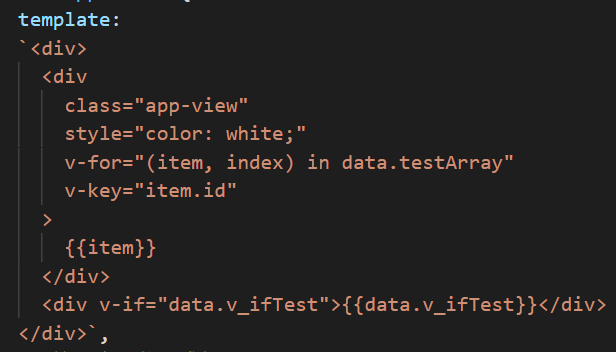 template:
`<div>
<div
class="app-view"
style="color: white;"
v-for="(item, index) in data.testArray"
v-key="item.id"
>
{{item}}
</div>
<div v-if="data.v_ifTest">{{data.v_ifTest}}</div>
</div>`,